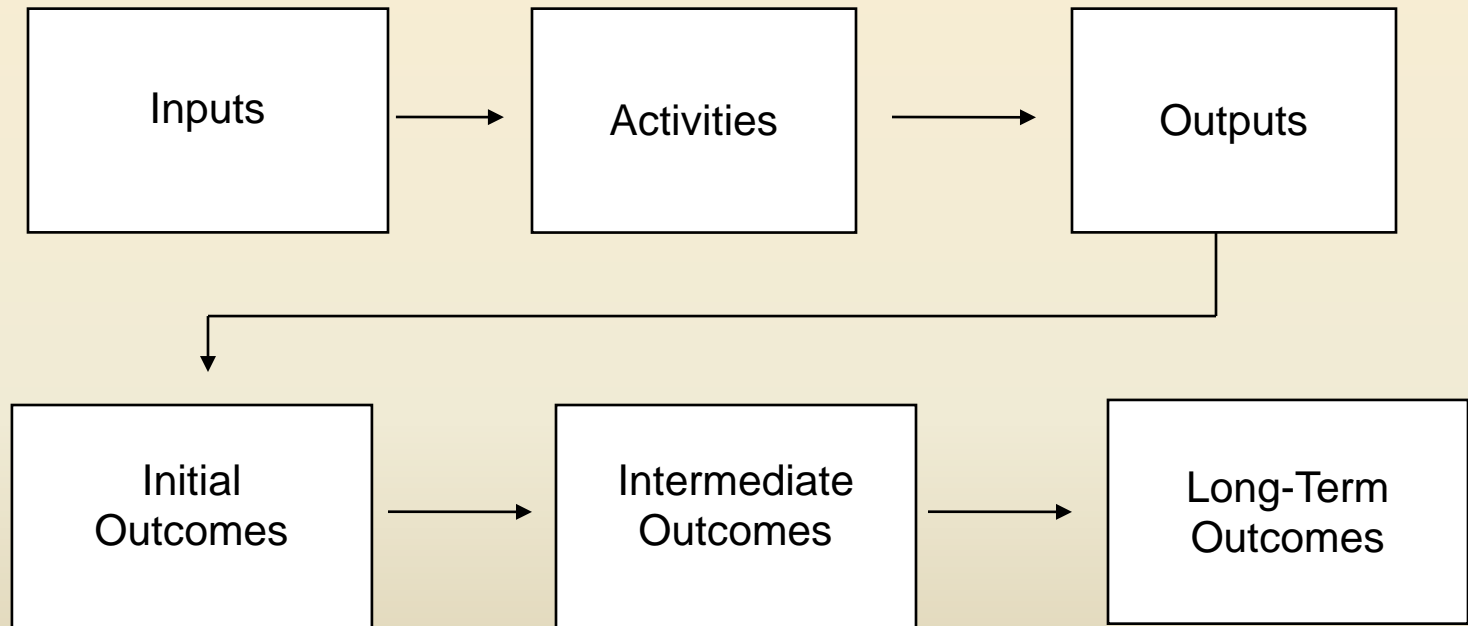 Inputs
Activities
Outputs
Initial
Outcomes
Intermediate
Outcomes
Long-Term
Outcomes